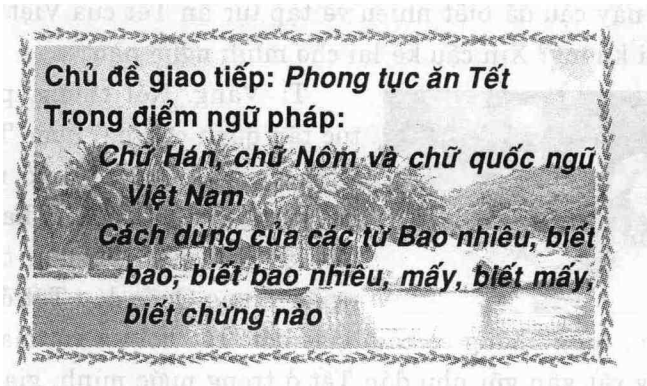 Chủ đề giao tiếp: Phong tục ăn Tết
Trọng điểm ngữ pháp:
Chữ Hán, chữ Nôm và chữ quốc ngữ
Việt Nam
Cách dùng của các từ Bao nhiêu, biết
bao, biết bao nhiêu, mấy, biết mấy,
biết chừng nào